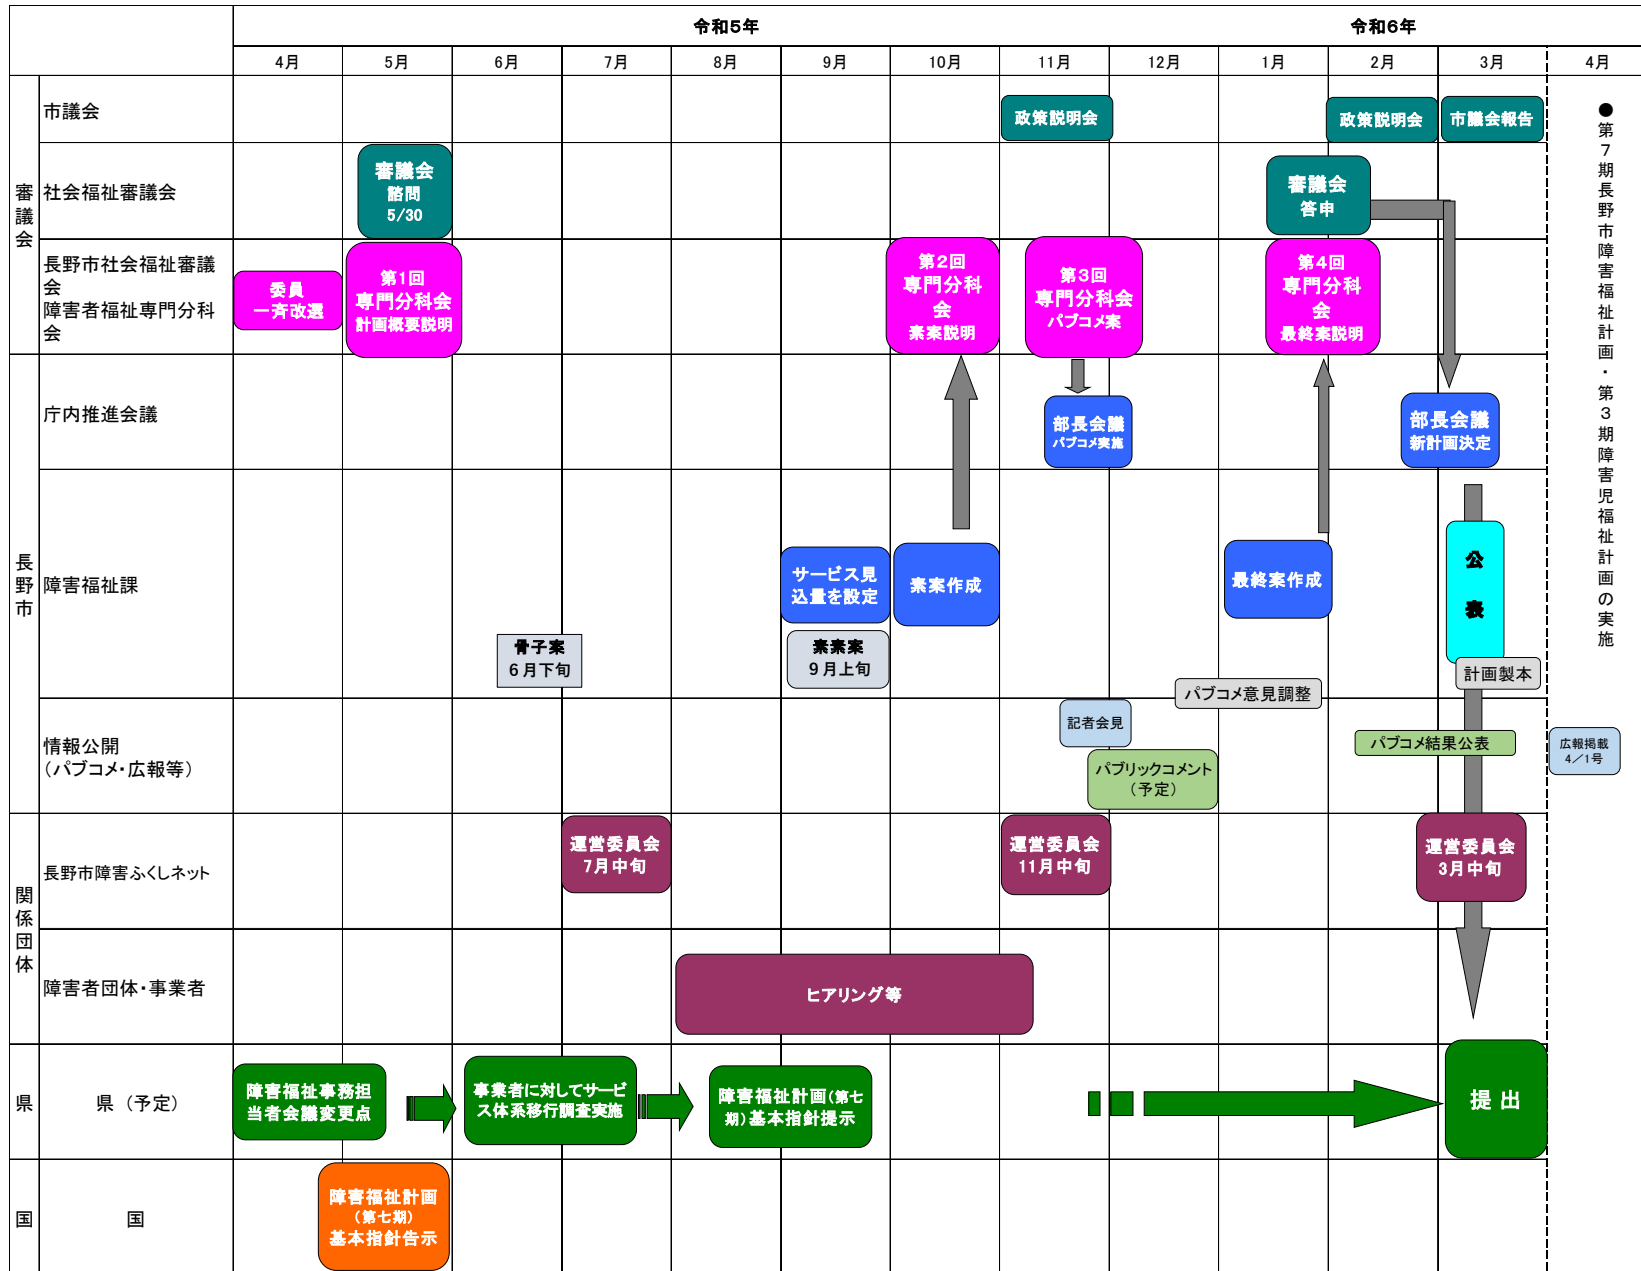 令和5年
令和6年
4月
5月
6月
7月
8月
9月
10月
11月
12月
1月
2月
3月
4月
審議会
市議会
政策説明会
政策説明会
市議会報告
社会福祉審議会
審議会
諮問
5/30
審議会
答申
長野市社会福祉審議
会
障害者福祉専門分科
会
委員
一斉改選
第1回
専門分科会
計画概要説明
第2回
専門分科
会
素案説明
第3回
専門分科会
パブコメ案
第4回
専門分科
会
最終案説明
長野市
庁内推進会議
部長会議
パブコメ実施
部長会議
新計画決定
障害福祉課
サービス見
込量を設定
素案作成
最終案作成
公
表
骨子案
6月下旬
素素案
9月上旬
計画製本
パブコメ意見調整
情報公開
（パブコメ・広報等）
記者会見
パブリックコメント
（予定）
パブコメ結果公表
広報掲載
4／1号
関係団体
長野市障害ふくしネット
運営委員会
7月中旬
運営委員会
11月中旬
運営委員会
3月中旬
障害者団体・事業者
ヒアリング等
県
県（予定）
障害福祉事務担
当者会議変更点
事業者に対してサービ
ス体系移行調査実施
障害福祉計画(第七
期)基本指針提示
提出
国
国
障害福祉計画
（第七期）
基本指針告示
●第7期長野市障害福祉計画・第3期障害児福祉計画の実施